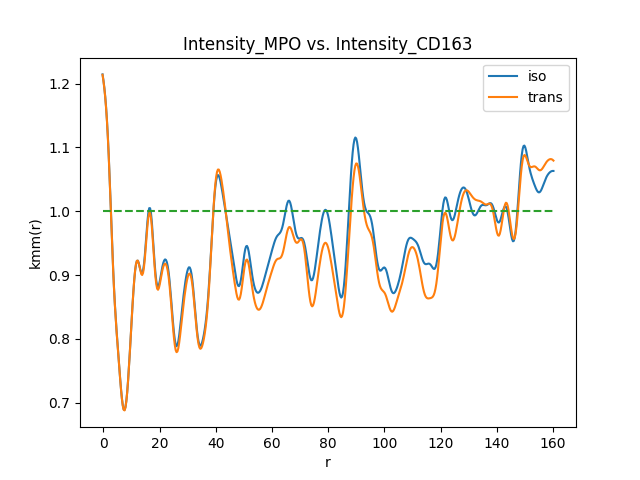 Intensity_MPO vs. Intensity_CD163
iso
trans
1.2
1.1
1.0
0.9
0.8
0.7
kmm(r)
0 20 40 60 80 100 120 140 160
r